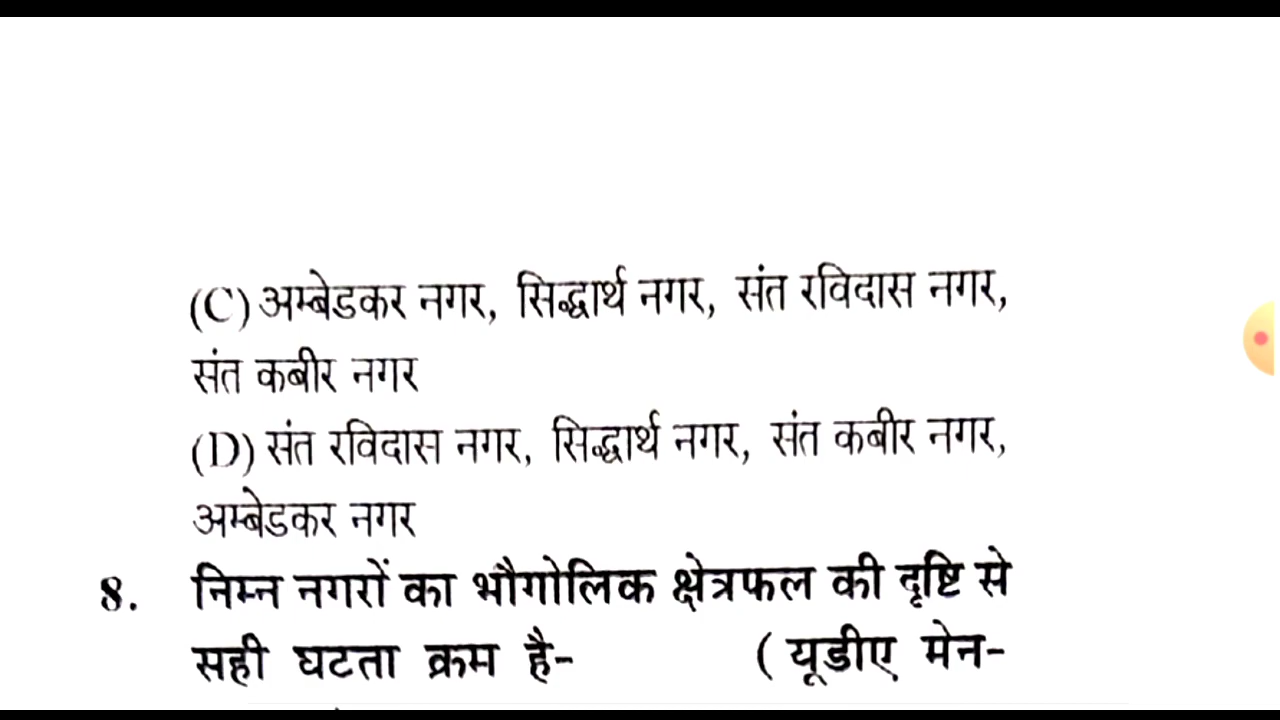 (C) अम्बेडकर नगर, सिद्धार्थ नगर, संत रविदास नगर,
संत कबीर नगर
(D) संत रविदास नगर, सिद्धार्थ नगर, संत कबीर नगर,
अम्बेडकर नगर
8. निम्न नगरों का भौगोलिक क्षेत्रफल की दृष्टि से
सही घटता क्रम है- ( यूडीए मेन-